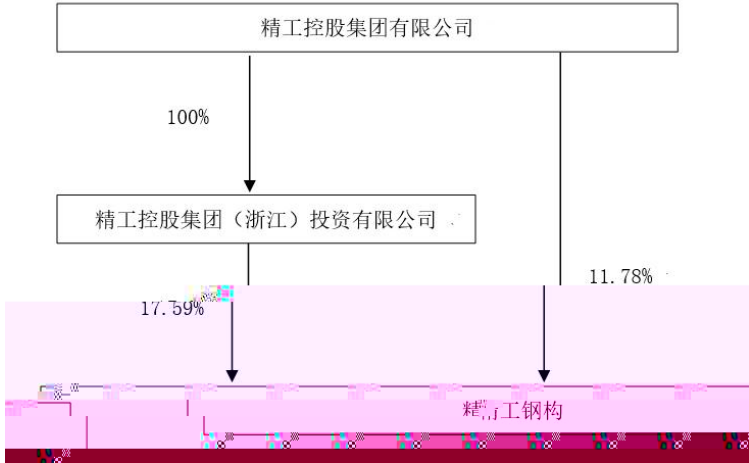 精工控股集团有限公司
100%
精工控股集团（浙江）投资有限公司
11.78%
17.59%
精工钢构